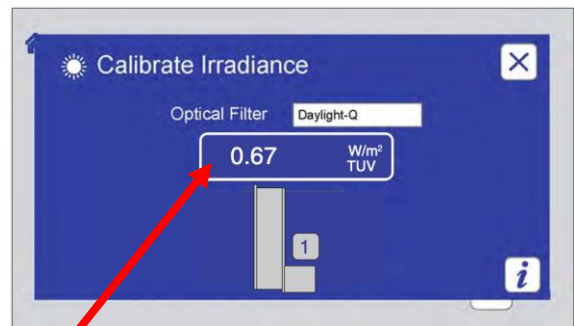 Calibrate Irradiance
Optical Filter Daylight-Q
0.67 W/m²
TUV
1
i